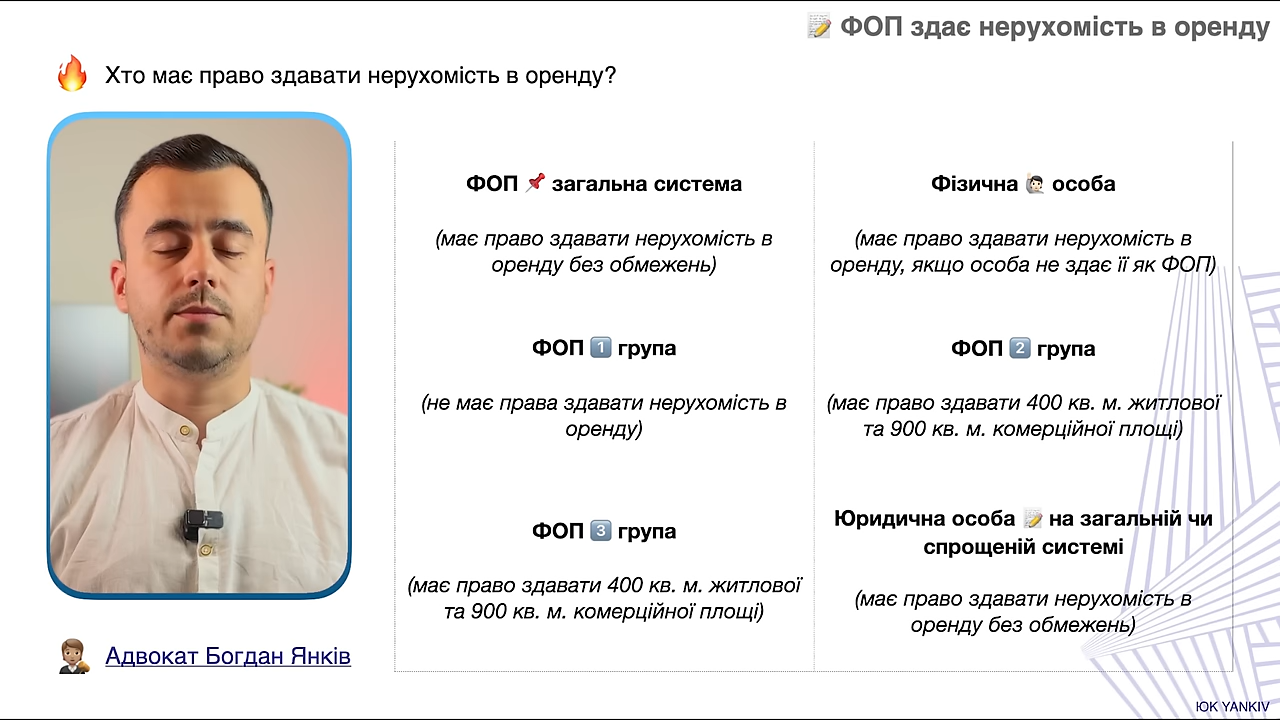 📝 ФОП здає нерухомість в оренду
🔥 Хто має право здавати нерухомість в оренду?
ФОП 📌 загальна система
(має право здавати нерухомість в
оренду без обмежень)
Фізична 🙋🏻‍♂️ особа
(має право здавати нерухомість в
оренду, якщо особа не здає її як ФОП)
ФОП 1️⃣ група
(не має права здавати нерухомість в
оренду)
ФОП 2️⃣ група
(має право здавати 400 кв. м. житлової
та 900 кв. м. комерційної площі)
ФОП 3️⃣ група
(має право здавати 400 кв. м. житлової
та 900 кв. м. комерційної площі)
Юридична особа 📝 на загальній чи
спрощеній системі
(має право здавати нерухомість в
оренду без обмежень)
Адвокат Богдан Янків
ЮК YANKIV